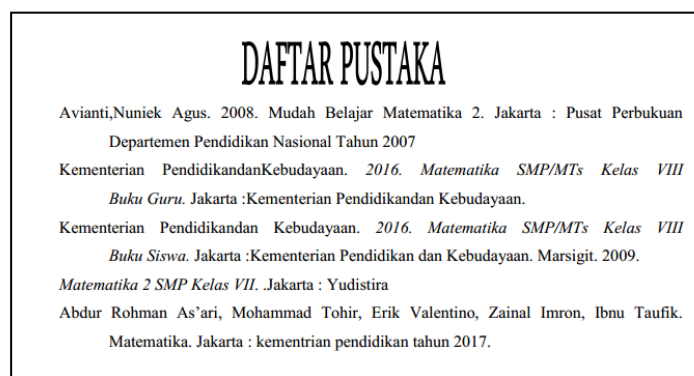 DAFTAR PUSTAKA
Avianti,Nuniek Agus. 2008. Mudah Belajar Matematika 2. Jakarta : Pusat Perbukuan
Departemen Pendidikan Nasional Tahun 2007
Kementerian PendidikandanKebudayaan. 2016. Matematika SMP/MTs Kelas VIII
Buku Guru. Jakarta :Kementerian Pendidikandan Kebudayaan.
Kementerian Pendidikandan Kebudayaan. 2016. Matematika SMP/MTs Kelas VIII
Buku Siswa. Jakarta :Kementerian Pendidikan dan Kebudayaan. Marsigit. 2009.
Matematika 2 SMP Kelas VII. .Jakarta : Yudistira
Abdur Rohman As’ari, Mohammad Tohir, Erik Valentino, Zainal Imron, Ibnu Taufik.
Matematika. Jakarta : kementrian pendidikan tahun 2017.